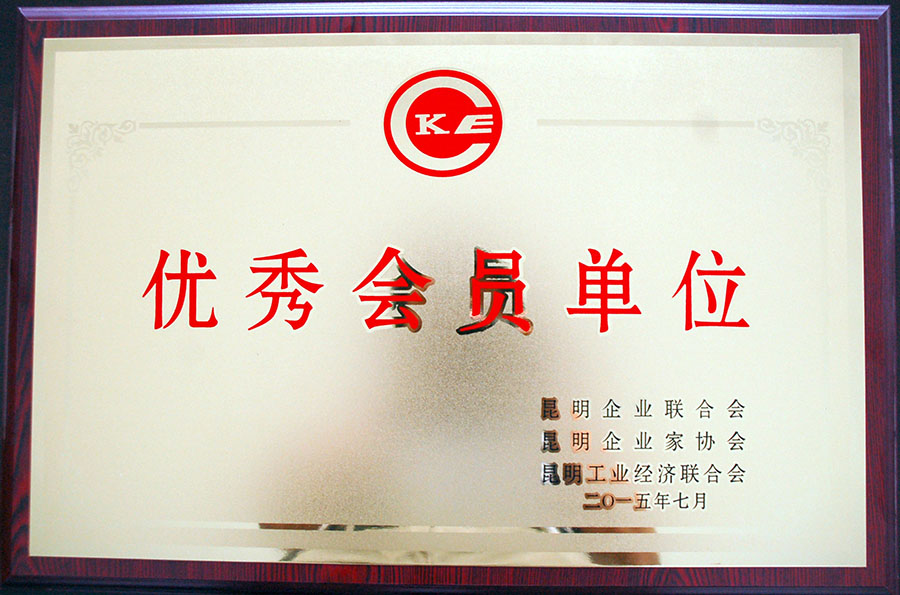 CKE
优秀会员单位
昆明企业联合会
昆明企业家协会
昆明工业经济联合会
二〇一五年七月